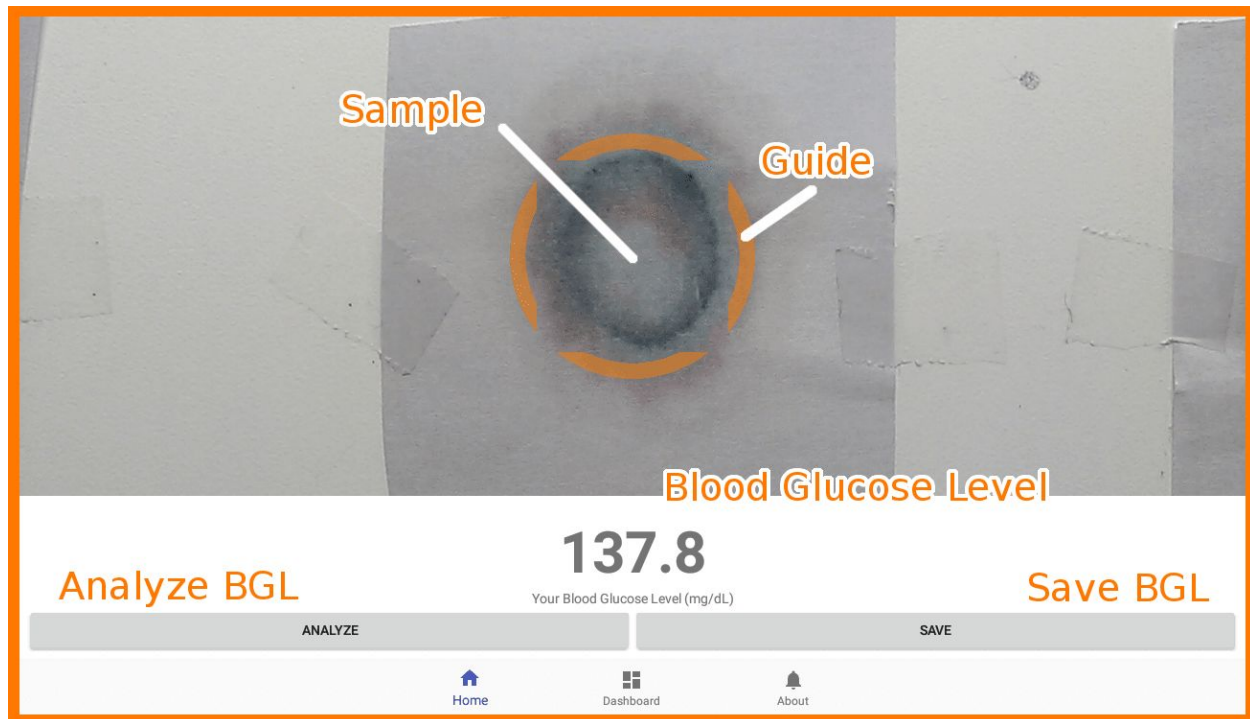 Sample
Guide
Blood Glucose Level
137.8
Analyze BGL
Save BGL
Your Blood Glucose Level (mg/dL)
ANALYZE
SAVE
Home
Dashboard
About